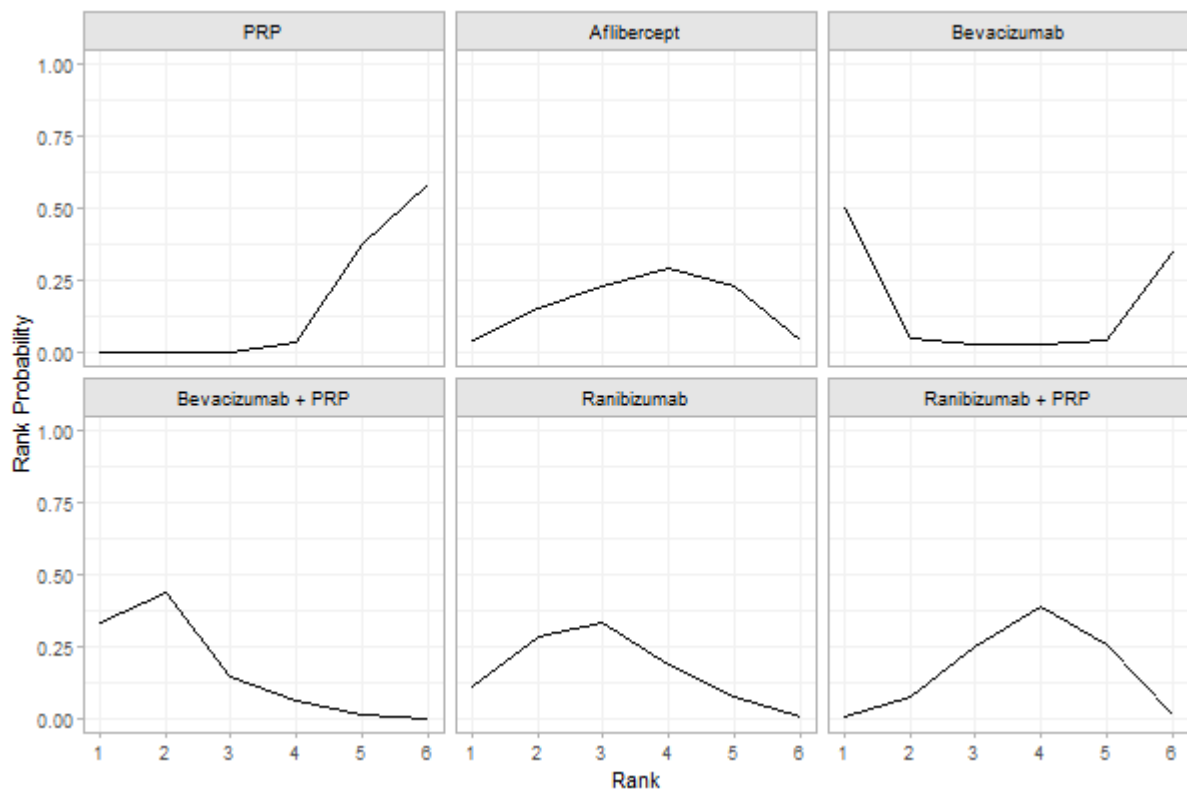 PRP
Aflibercept
Bevacizumab
1.00
0.75
0.50
0.25
0.00
Rank Probability
Bevacizumab + PRP
Ranibizumab
Ranibizumab + PRP
1.00
0.75
0.50
0.25
0.00
1 2 3 4 5 6
1 2 3 4 5 6
1 2 3 4 5 6
Rank